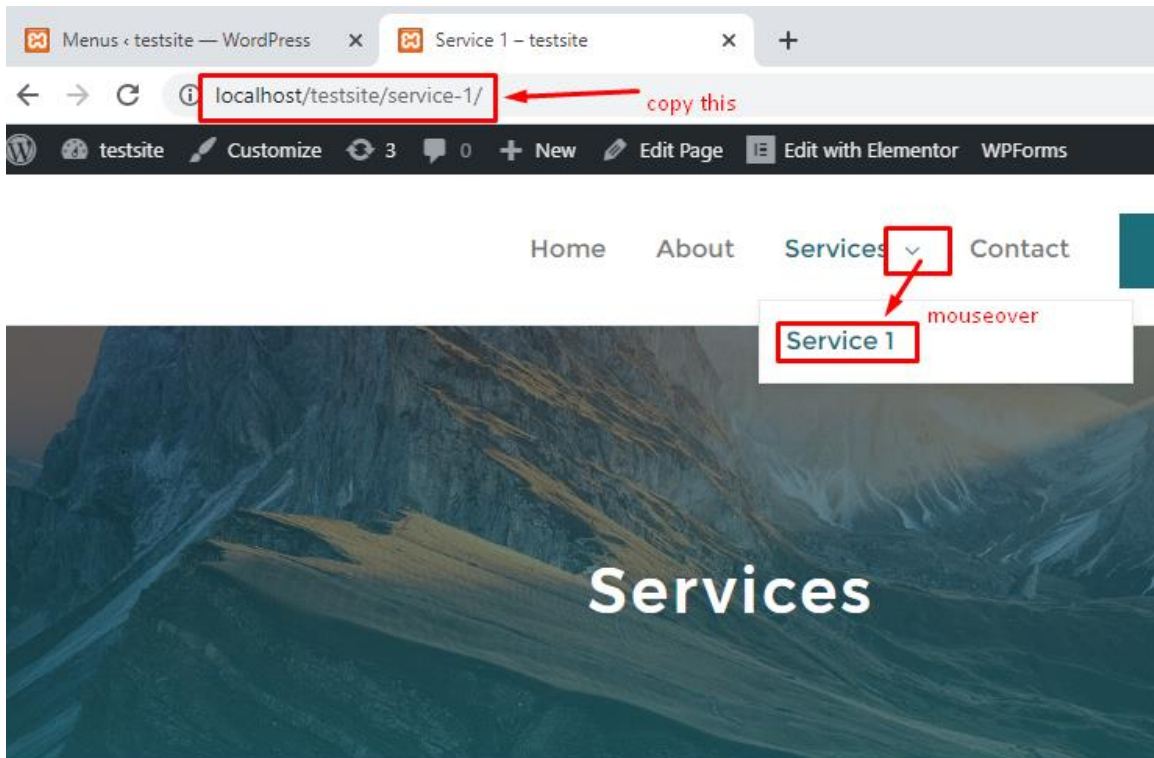 Menus ‹ testsite — WordPress Service 1 – testsite
localhost/testsite/service-1/
copy this
testsite Customize 3 0 New Edit Page Edit with Elementor WPForms
Home About Services Contact
mouseover
Service 1
Services